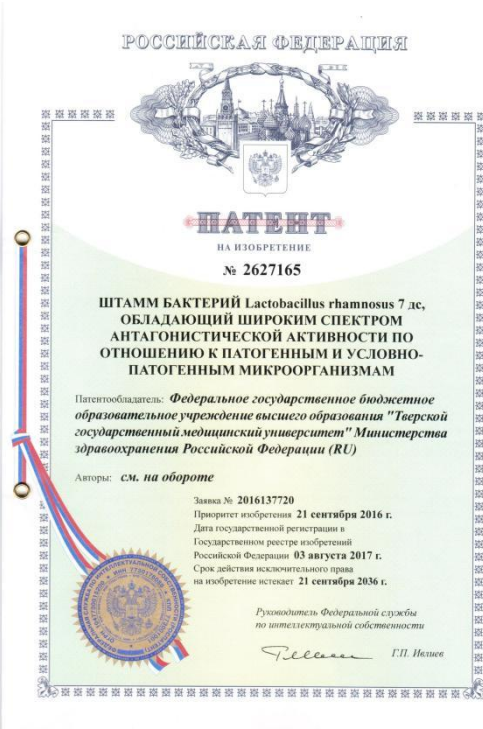 РОССИЙСКАЯ ФЕДЕРАЦИЯ
ПАТЕНТ
НА ИЗОБРЕТЕНИЕ
№ 2627165
ШТАММ БАКТЕРИЙ Lactobacillus rhamnosus 7 дс,
ОБЛАДАЮЩИЙ ШИРОКИМ СПЕКТРОМ
АНТАГОНИСТИЧЕСКОЙ АКТИВНОСТИ ПО
ОТНОШЕНИЮ К ПАТОГЕННЫМ И УСЛОВНО-
ПАТОГЕННЫМ МИКРООРГАНИЗМАМ
Патентообладатель: Федеральное государственное бюджетное
образовательное учреждение высшего образования "Тверской
государственный медицинский университет" Министерства
здравоохранения Российской Федерации (RU)
Авторы: см. на обороте
Заявка № 2016137720
Приоритет изобретения 21 сентября 2016 г.
Дата государственной регистрации в
Государственном реестре изобретений
Российской Федерации 03 августа 2017 г.
Срок действия исключительного права
на изобретение истекает 21 сентября 2036 г.
Руководитель Федеральной службы
по интеллектуальной собственности
Г.П. Ивлиев